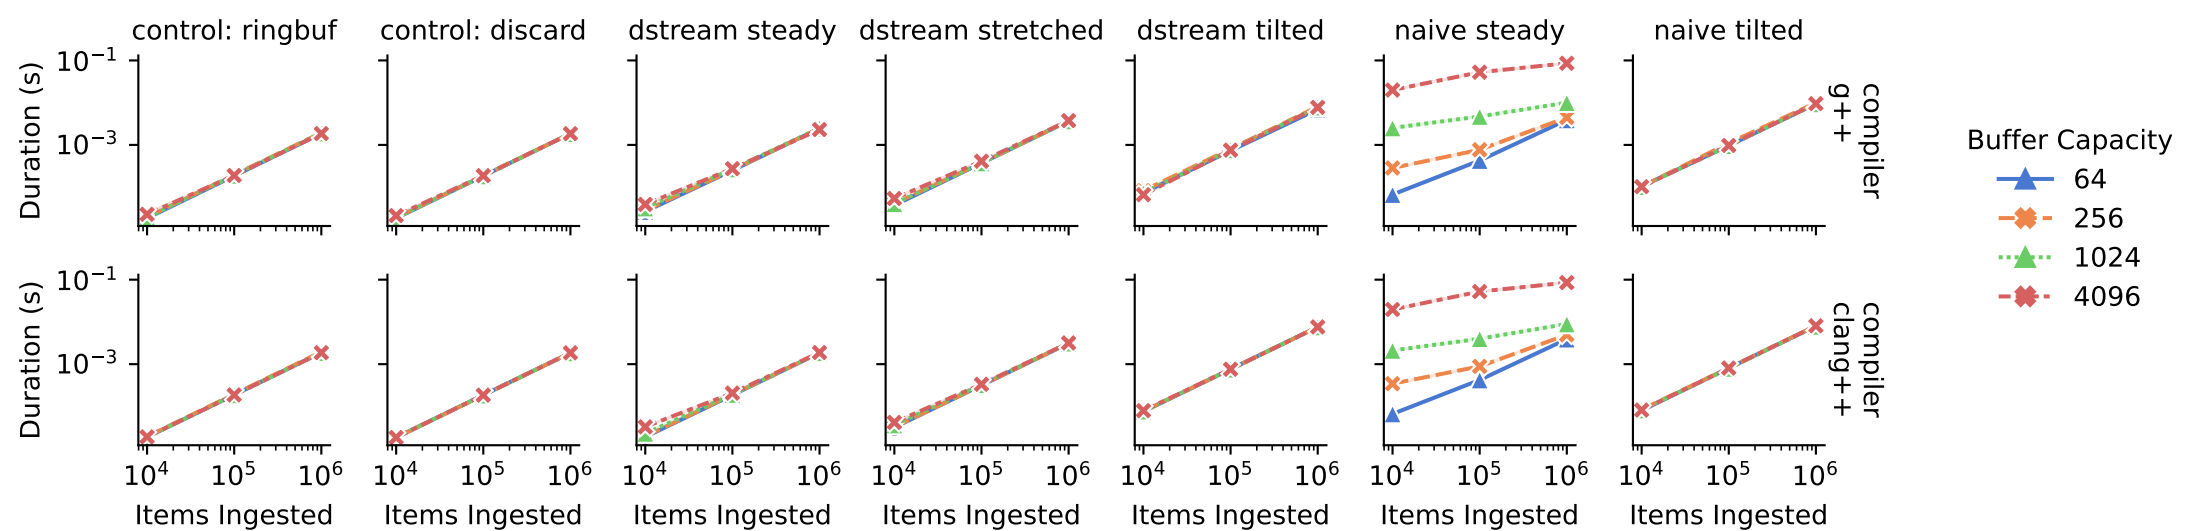 control: ringbuf
control: discard
dstream steady
dstream stretched
dstream tilted
naive steady
naive tilted
Duration (s)
10⁻¹
10⁻³
compiler
g++
Duration (s)
10⁻¹
10⁻³
compiler
clang++
10⁴ 10⁵ 10⁶
10⁴ 10⁵ 10⁶
10⁴ 10⁵ 10⁶
10⁴ 10⁵ 10⁶
10⁴ 10⁵ 10⁶
10⁴ 10⁵ 10⁶
10⁴ 10⁵ 10⁶
Items Ingested
Items Ingested
Items Ingested
Items Ingested
Items Ingested
Items Ingested
Items Ingested
Buffer Capacity
64
256
1024
4096